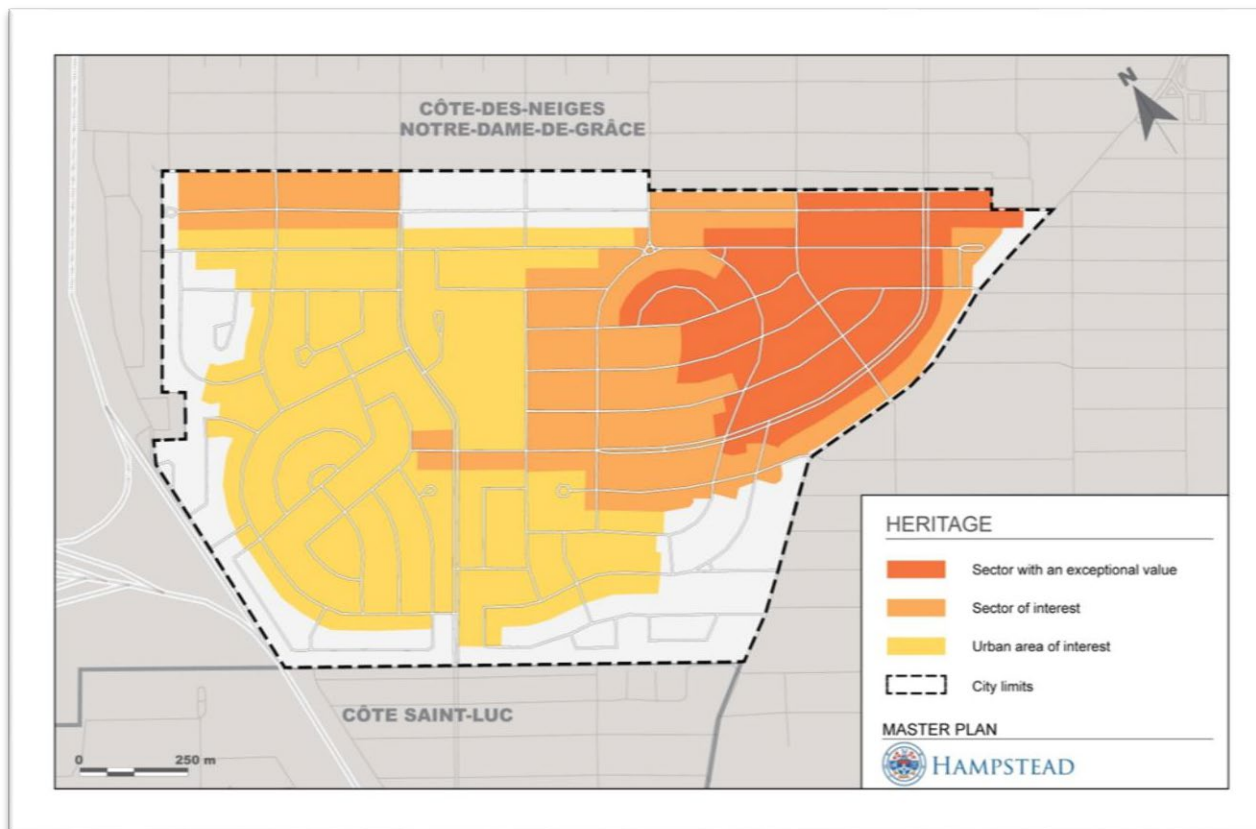 CÔTE-DES-NEIGES
NOTRE-DAME-DE-GRÂCE
N
HERITAGE
Sector with an exceptional value
Sector of interest
Urban area of interest
City limits
MASTER PLAN
HAMPSTEAD
CÔTE SAINT-LUC
0 250 m